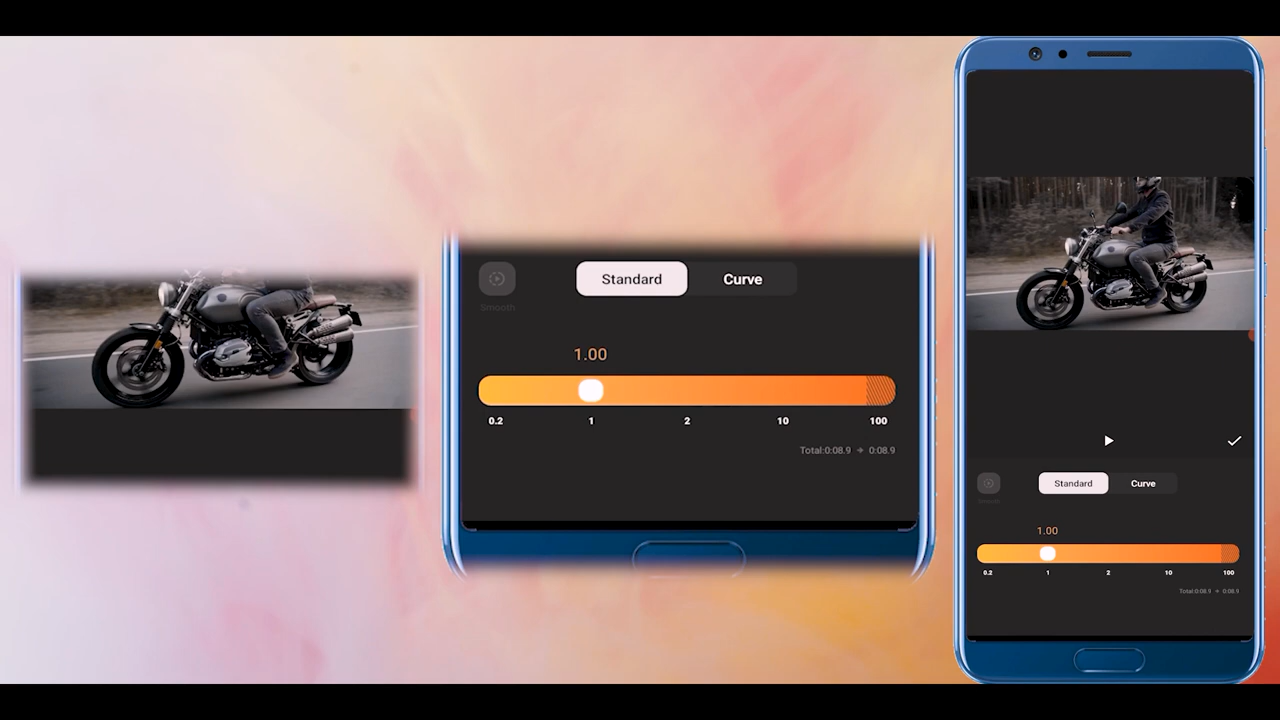 Standard Curve
Smooth
1.00
0.2 1 2 10 100
Total:0:08.9 → 0:08.9
Standard Curve
1.00
0.2 1 2 10 100
Total:0:08.9 → 0:08.9